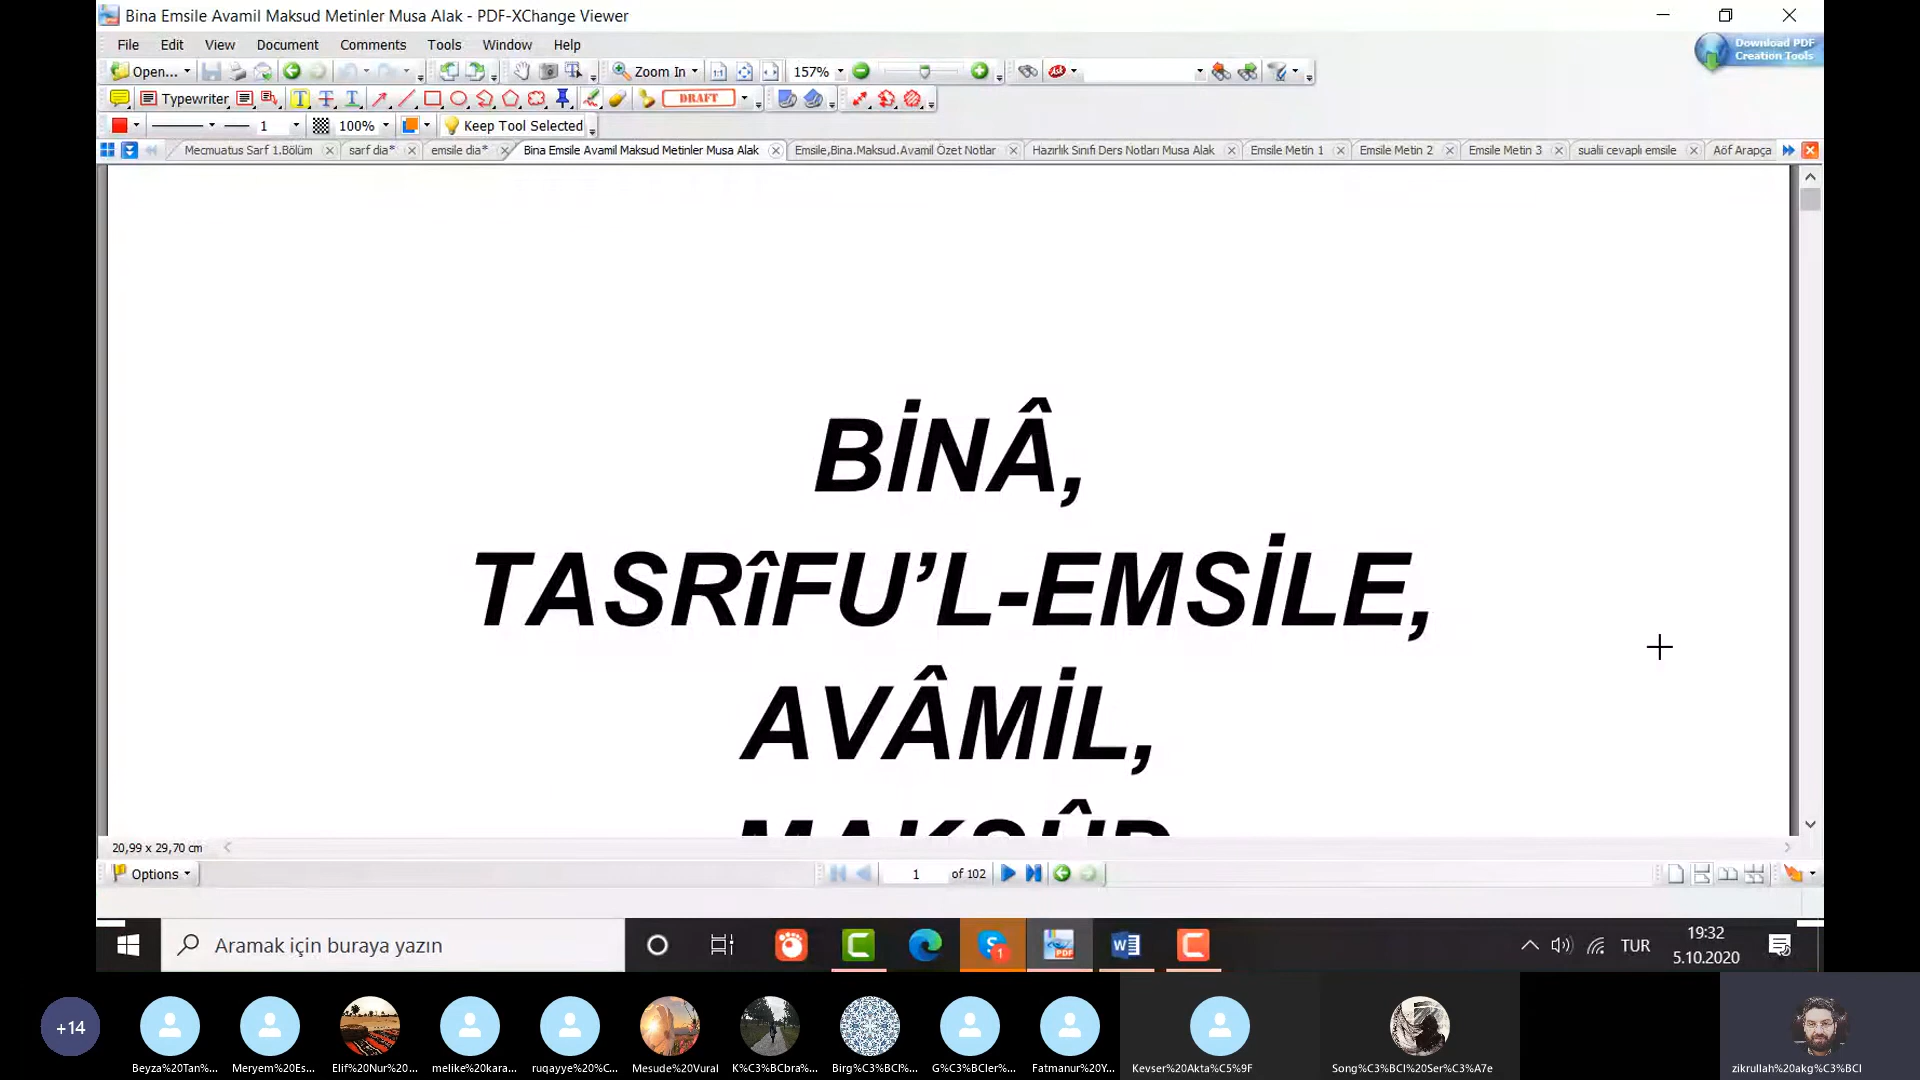 Bina Emsile Avamil Maksud Metinler Musa Alak - PDF-XChange Viewer
File Edit View Document Comments Tools Window Help
Download PDF
Creation Tools
Open... Zoom In 157%
Typewriter DRAFT
1 100% Keep Tool Selected
Mecmuatus Sarf 1.Bölüm sarf dia* emsile dia* Bina Emsile Avamil Maksud Metinler Musa Alak Emsile,Bina.Maksud.Avamil Özet Notlar Hazırlık Sınıfı Ders Notları Musa Alak Emsile Metin 1 Emsile Metin 2 Emsile Metin 3 sualii cevaplı emsile Aöf Arapça
BİNÂ,
TASRîFU’L-EMSİLE,
AVÂMİL,
MAKSÛD
20,99 x 29,70 cm
Options 1 of 102
Aramak için buraya yazın 1 PDF TUR 19:32
5.10.2020
+14 Beyza%20Tan%... Meryem%20Es... Elif%20Nur%20... melike%20kara... ruqayye%20%C... Mesude%20Vural K%C3%BCbra%... Birg%C3%BCl%... G%C3%BCler%... Fatmanur%20Y... Kevser%20Akta%C5%9F Song%C3%BCl%20Ser%C3%A7e zikrullah%20akg%C3%BCl